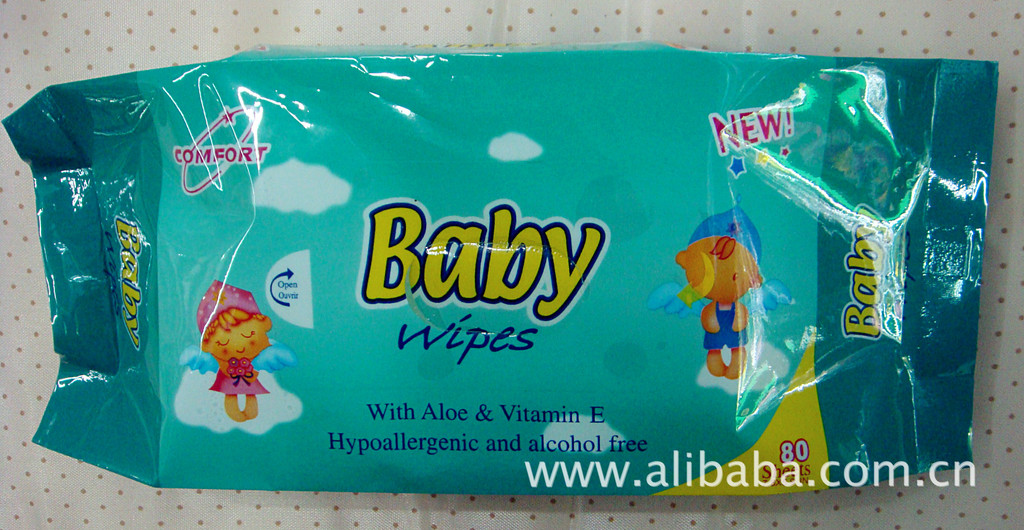 COMFORT
NEW!
Baby
Wipes
Open
Ouvrir
Baby
Baby
With Aloe & Vitamin E
Hypoallergenic and alcohol free
80
Sheets
www.alibaba.com.cn